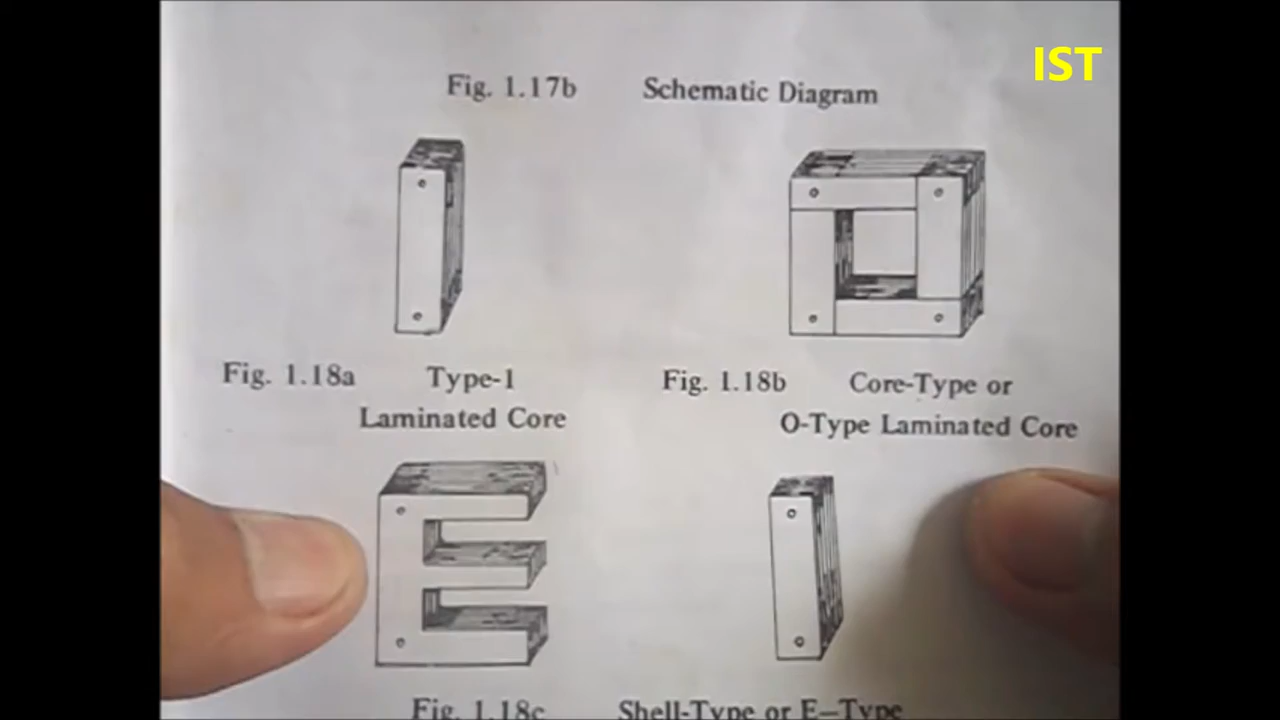 IST
Fig. 1.17b Schematic Diagram
Fig. 1.18a Type-1
Laminated Core
Fig. 1.18b Core-Type or
O-Type Laminated Core
Fig. 1.18c Shell-Type or E-Type